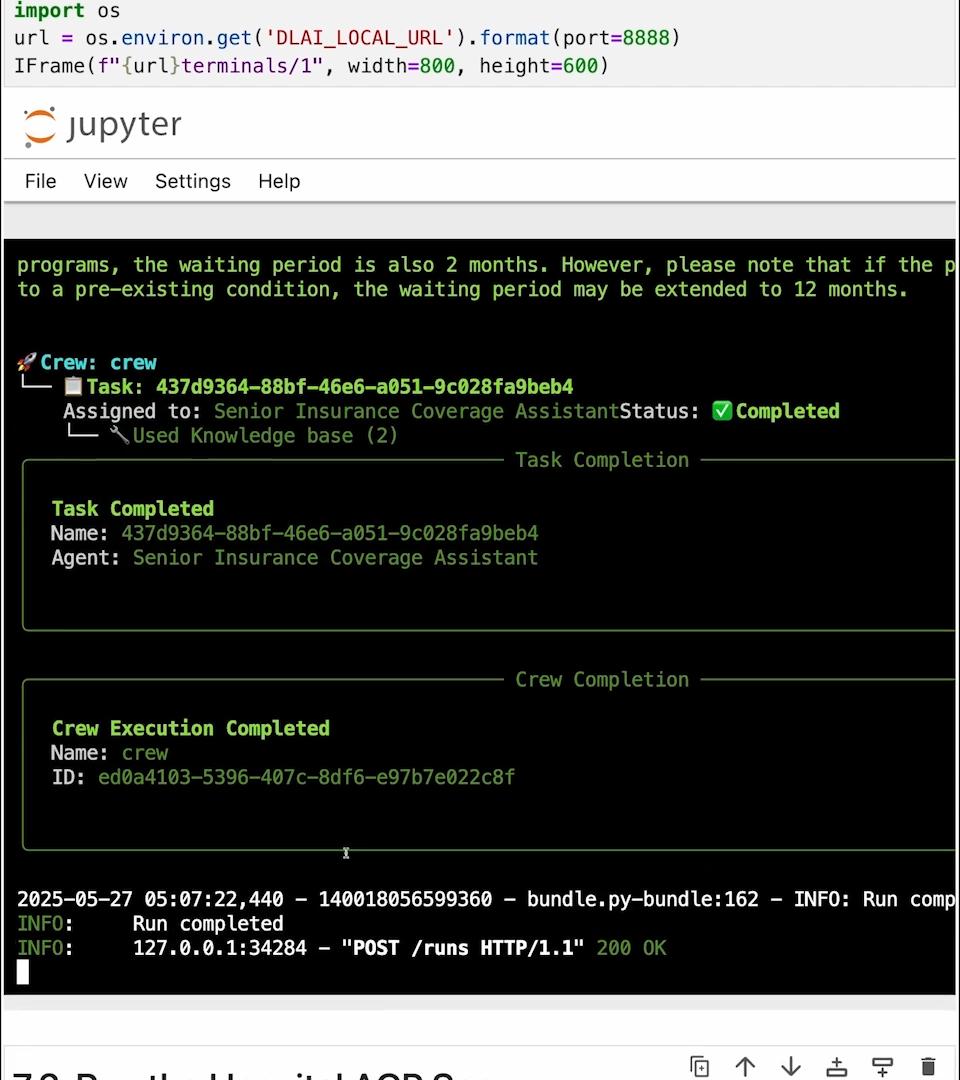 import os
url = os.environ.get('DLAI_LOCAL_URL').format(port=8888)
IFrame(f"{url}terminals/1", width=800, height=600)
jupyter
File View Settings Help
programs, the waiting period is also 2 months. However, please note that if the p
to a pre-existing condition, the waiting period may be extended to 12 months.
Crew: crew
Task: 437d9364-88bf-46e6-a051-9c028fa9beb4
Assigned to: Senior Insurance Coverage AssistantStatus: ✅Completed
Used Knowledge base (2)
Task Completion
Task Completed
Name: 437d9364-88bf-46e6-a051-9c028fa9beb4
Agent: Senior Insurance Coverage Assistant
Crew Completion
Crew Execution Completed
Name: crew
ID: ed0a4103-5396-407c-8df6-e97b7e022c8f
2025-05-27 05:07:22,440 - 140018056599360 - bundle.py-bundle:162 - INFO: Run comp
INFO: Run completed
INFO: 127.0.0.1:34284 - "POST /runs HTTP/1.1" 200 OK